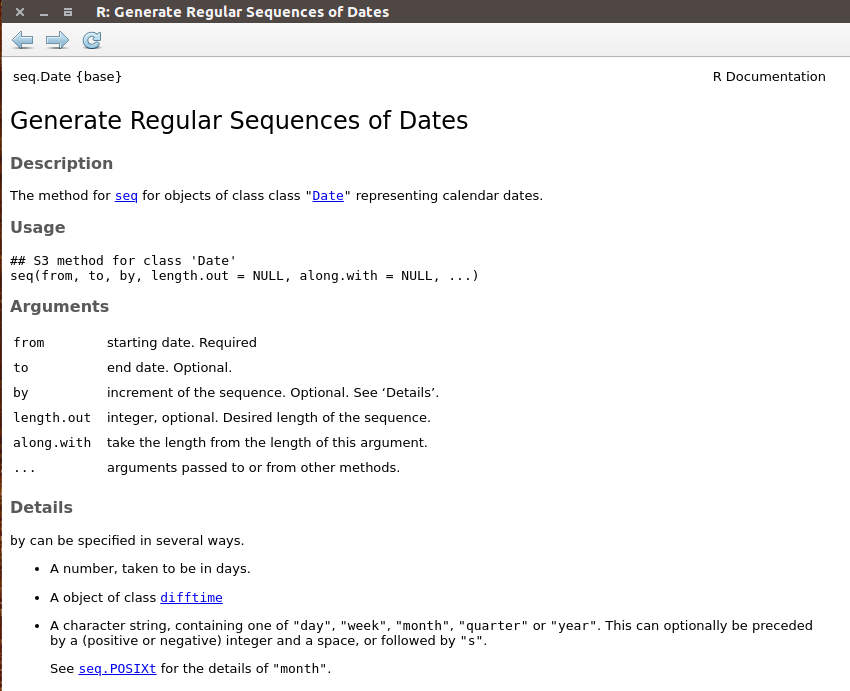 R: Generate Regular Sequences of Dates
seq.Date {base} R Documentation
Generate Regular Sequences of Dates
Description
The method for seq for objects of class class "Date" representing calendar dates.
Usage
## S3 method for class 'Date'
seq(from, to, by, length.out = NULL, along.with = NULL, ...)
Arguments
from starting date. Required
to end date. Optional.
by increment of the sequence. Optional. See ‘Details’.
length.out integer, optional. Desired length of the sequence.
along.with take the length from the length of this argument.
... arguments passed to or from other methods.
Details
by can be specified in several ways.
• A number, taken to be in days.
• A object of class difftime
• A character string, containing one of "day", "week", "month", "quarter" or "year". This can optionally be preceded
by a (positive or negative) integer and a space, or followed by "s".
See seq.POSIXt for the details of "month".